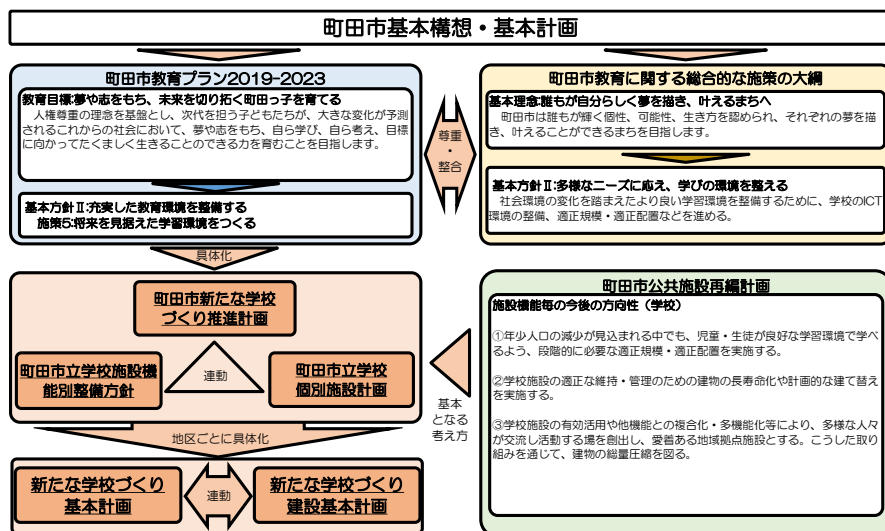 町田市基本構想・基本計画
町田市教育プラン2019-2023
教育目標:夢や志をもち、未来を切り拓く町田っ子を育てる
人権尊重の理念を基盤とし、次代を担う子どもたちが、大きな変化が予測
されるこれからの社会において、夢や志をもち、自ら学び、自ら考え、目標
に向かってたくましく生きることのできる力を育むことを目指します。
基本方針Ⅱ:充実した教育環境を整備する
施策5:将来を見据えた学習環境をつくる
尊重
・
整合
町田市教育に関する総合的な施策の大綱
基本理念:誰もが自分らしく夢を描き、叶えるまちへ
町田市は誰もが輝く個性、可能性、生き方を認められ、それぞれの夢を描
き、叶えることができるまちを目指します。
基本方針Ⅱ:多様なニーズに応え、学びの環境を整える
社会環境の変化を踏まえたより良い学習環境を整備するために、学校のICT
環境の整備、適正規模・適正配置などを進める。
具体化
町田市新たな学校
づくり推進計画
町田市立学校施設機
能別整備方針
連動
町田市立学校
個別施設計画
基本
となる
考え方
町田市公共施設再編計画
施設機能毎の今後の方向性（学校）
①年少人口の減少が見込まれる中でも、児童・生徒が良好な学習環境で学べ
るよう、段階的に必要な適正規模・適正配置を実施する。
②学校施設の適正な維持・管理のための建物の長寿命化や計画的な建て替え
を実施する。
③学校施設の有効活用や他機能との複合化・多機能化等により、多様な人々
が交流し活動する場を創出し、愛着ある地域拠点施設とする。こうした取り
組みを通じて、建物の総量圧縮を図る。
地区ごとに具体化
新たな学校づくり
基本計画
連動
新たな学校づくり
建設基本計画